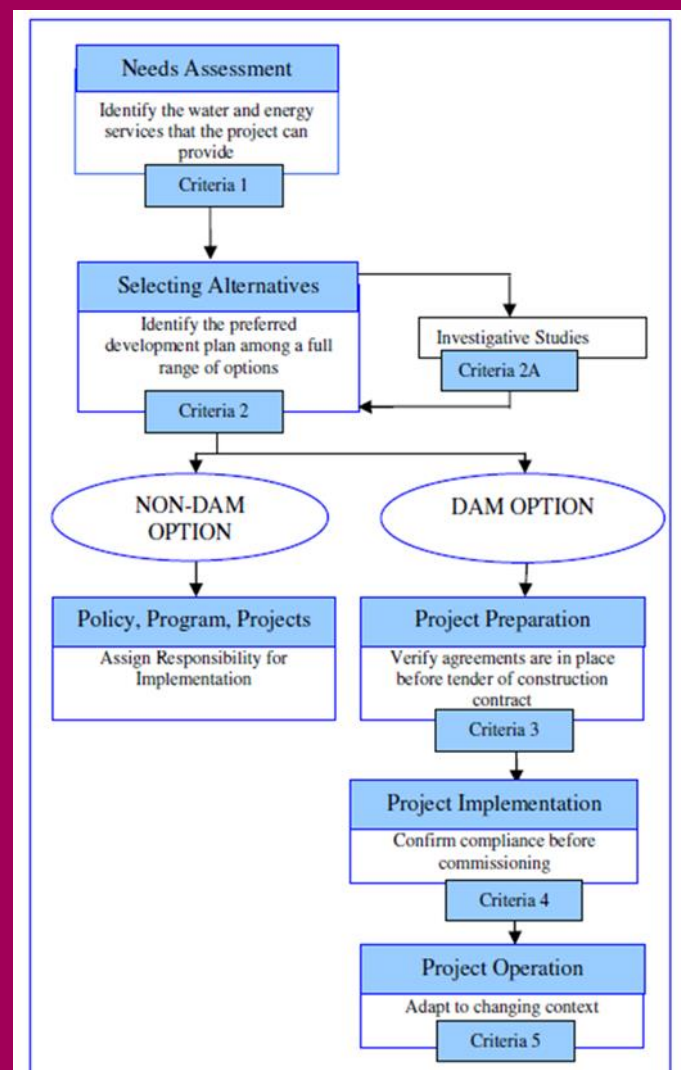 Needs Assessment
Identify the water and energy
services that the project can
provide
Criteria 1
Selecting Alternatives
Identify the preferred
development plan among a full
range of options
Criteria 2
Investigative Studies
Criteria 2A
NON-DAM
OPTION
DAM OPTION
Policy, Program, Projects
Assign Responsibility for
Implementation
Project Preparation
Verify agreements are in place
before tender of construction
contract
Criteria 3
Project Implementation
Confirm compliance before
commissioning
Criteria 4
Project Operation
Adapt to changing context
Criteria 5